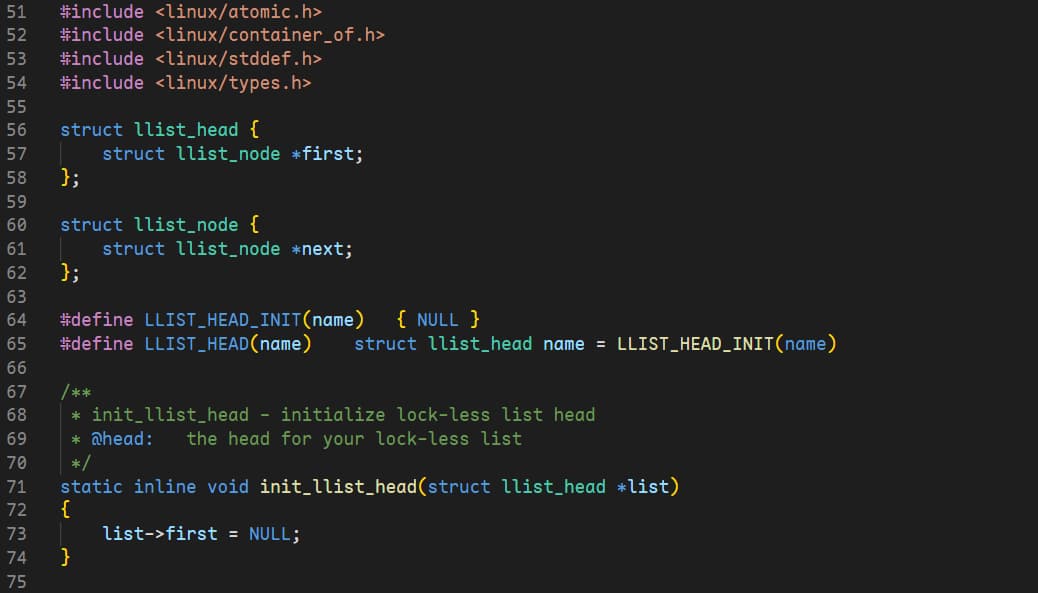 51 #include <linux/atomic.h>
52 #include <linux/container_of.h>
53 #include <linux/stddef.h>
54 #include <linux/types.h>
55
56 struct llist_head {
57     struct llist_node *first;
58 };
59
60 struct llist_node {
61     struct llist_node *next;
62 };
63
64 #define LLIST_HEAD_INIT(name)   { NULL }
65 #define LLIST_HEAD(name)    struct llist_head name = LLIST_HEAD_INIT(name)
66
67 /**
68  * init_llist_head - initialize lock-less list head
69  * @head:   the head for your lock-less list
70  */
71 static inline void init_llist_head(struct llist_head *list)
72 {
73     list->first = NULL;
74 }
75